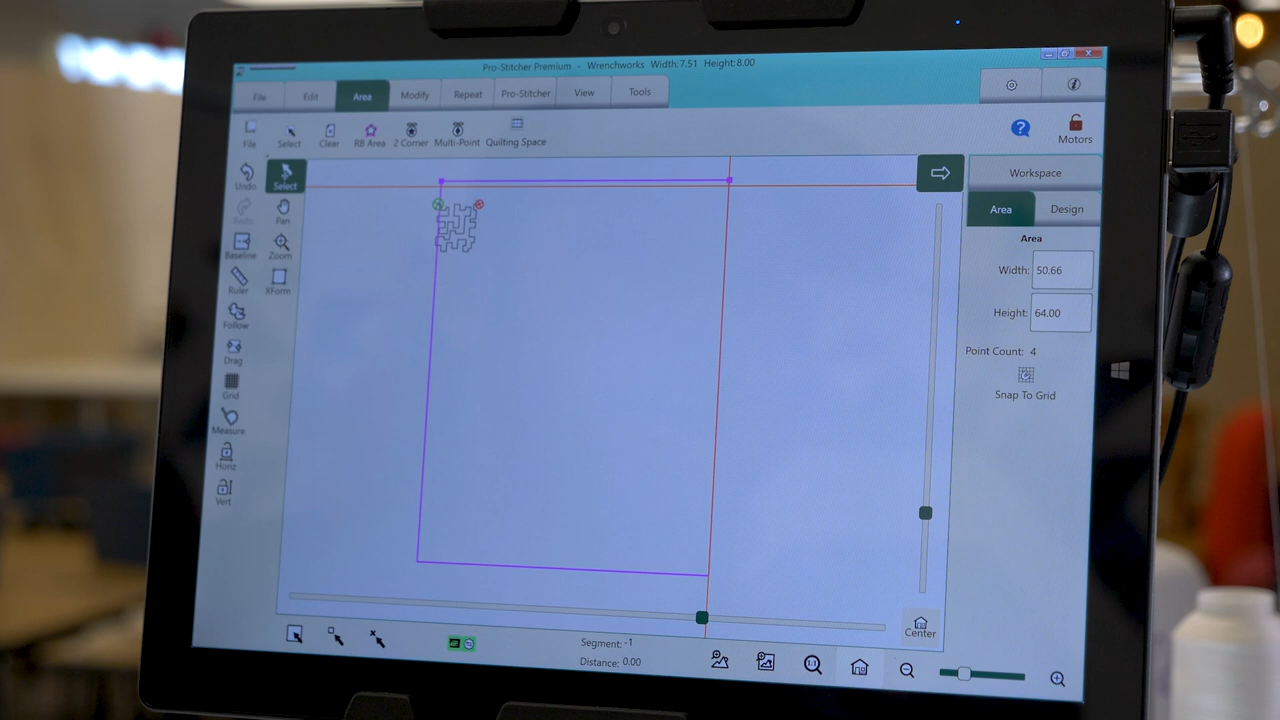 Pro-Stitcher Premium - Wrenchworks Width:7.51 Height:8.00
File Edit Area Modify Repeat Pro-Stitcher View Tools
File Select Clear RB Area 2 Corner Multi-Point Quilting Space Motors
Undo Select
Redo Pan
Baseline Zoom
Ruler XForm
Follow
Drag
Grid
Measure
Horiz
Vert
Workspace
Area Design
Area
Width: 50.66
Height: 64.00
Point Count: 4
Snap To Grid
Center
Segment: -1
Distance: 0.00
1:1